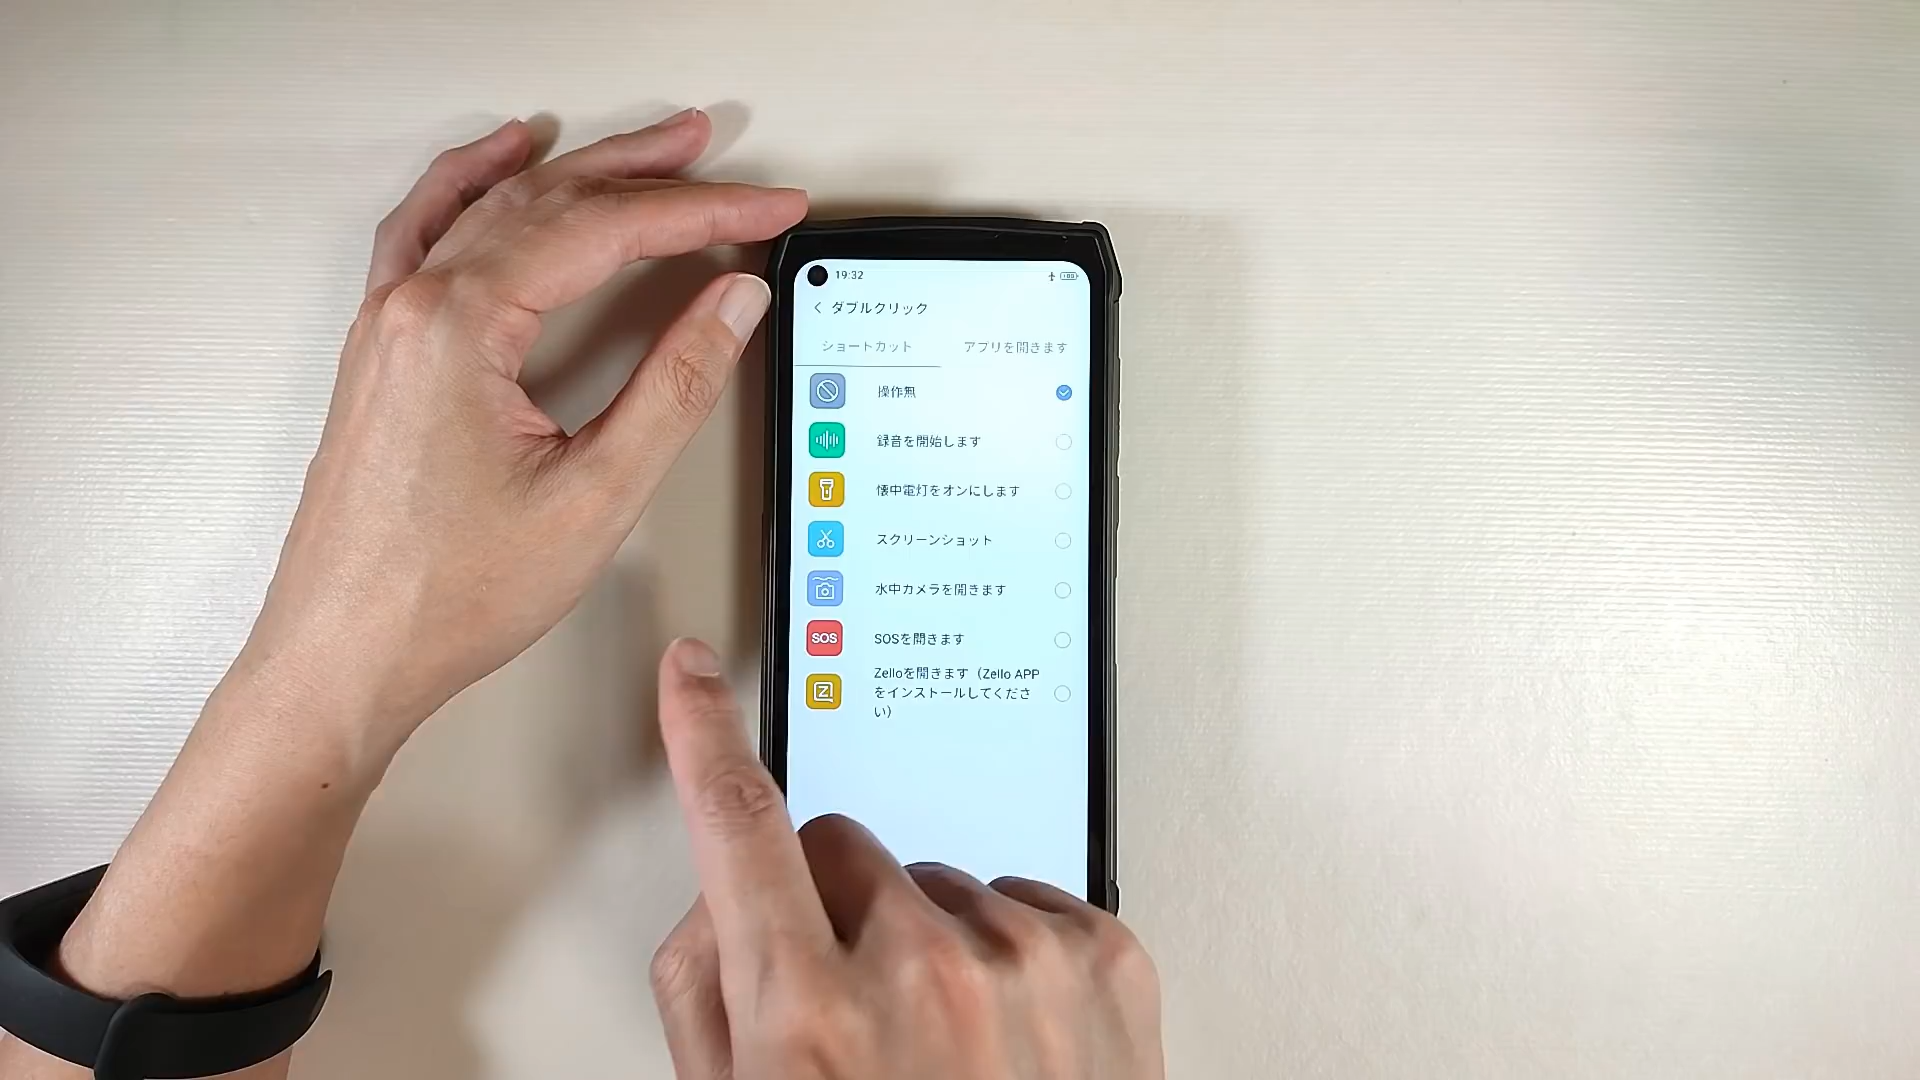 19:32
ダブルクリック
ショートカット アプリを開きます
操作無
録音を開始します
懐中電灯をオンにします
スクリーンショット
水中カメラを開きます
SOS SOSを開きます
Zelloを開きます（Zello APP
をインストールしてくださ
い）